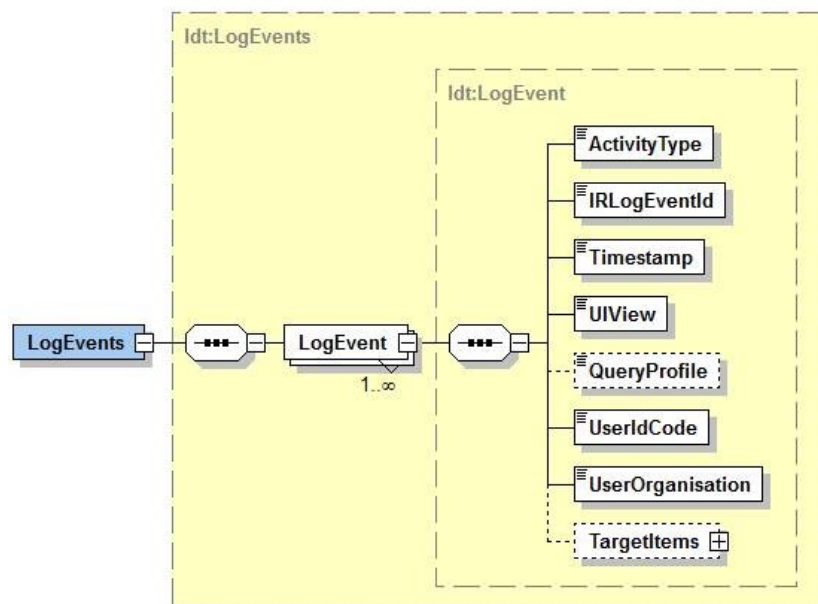 ldt:LogEvents
ldt:LogEvent
ActivityType
IRLogEventId
Timestamp
UIView
LogEvents
LogEvent
1..∞
QueryProfile
UserIdCode
UserOrganisation
TargetItems